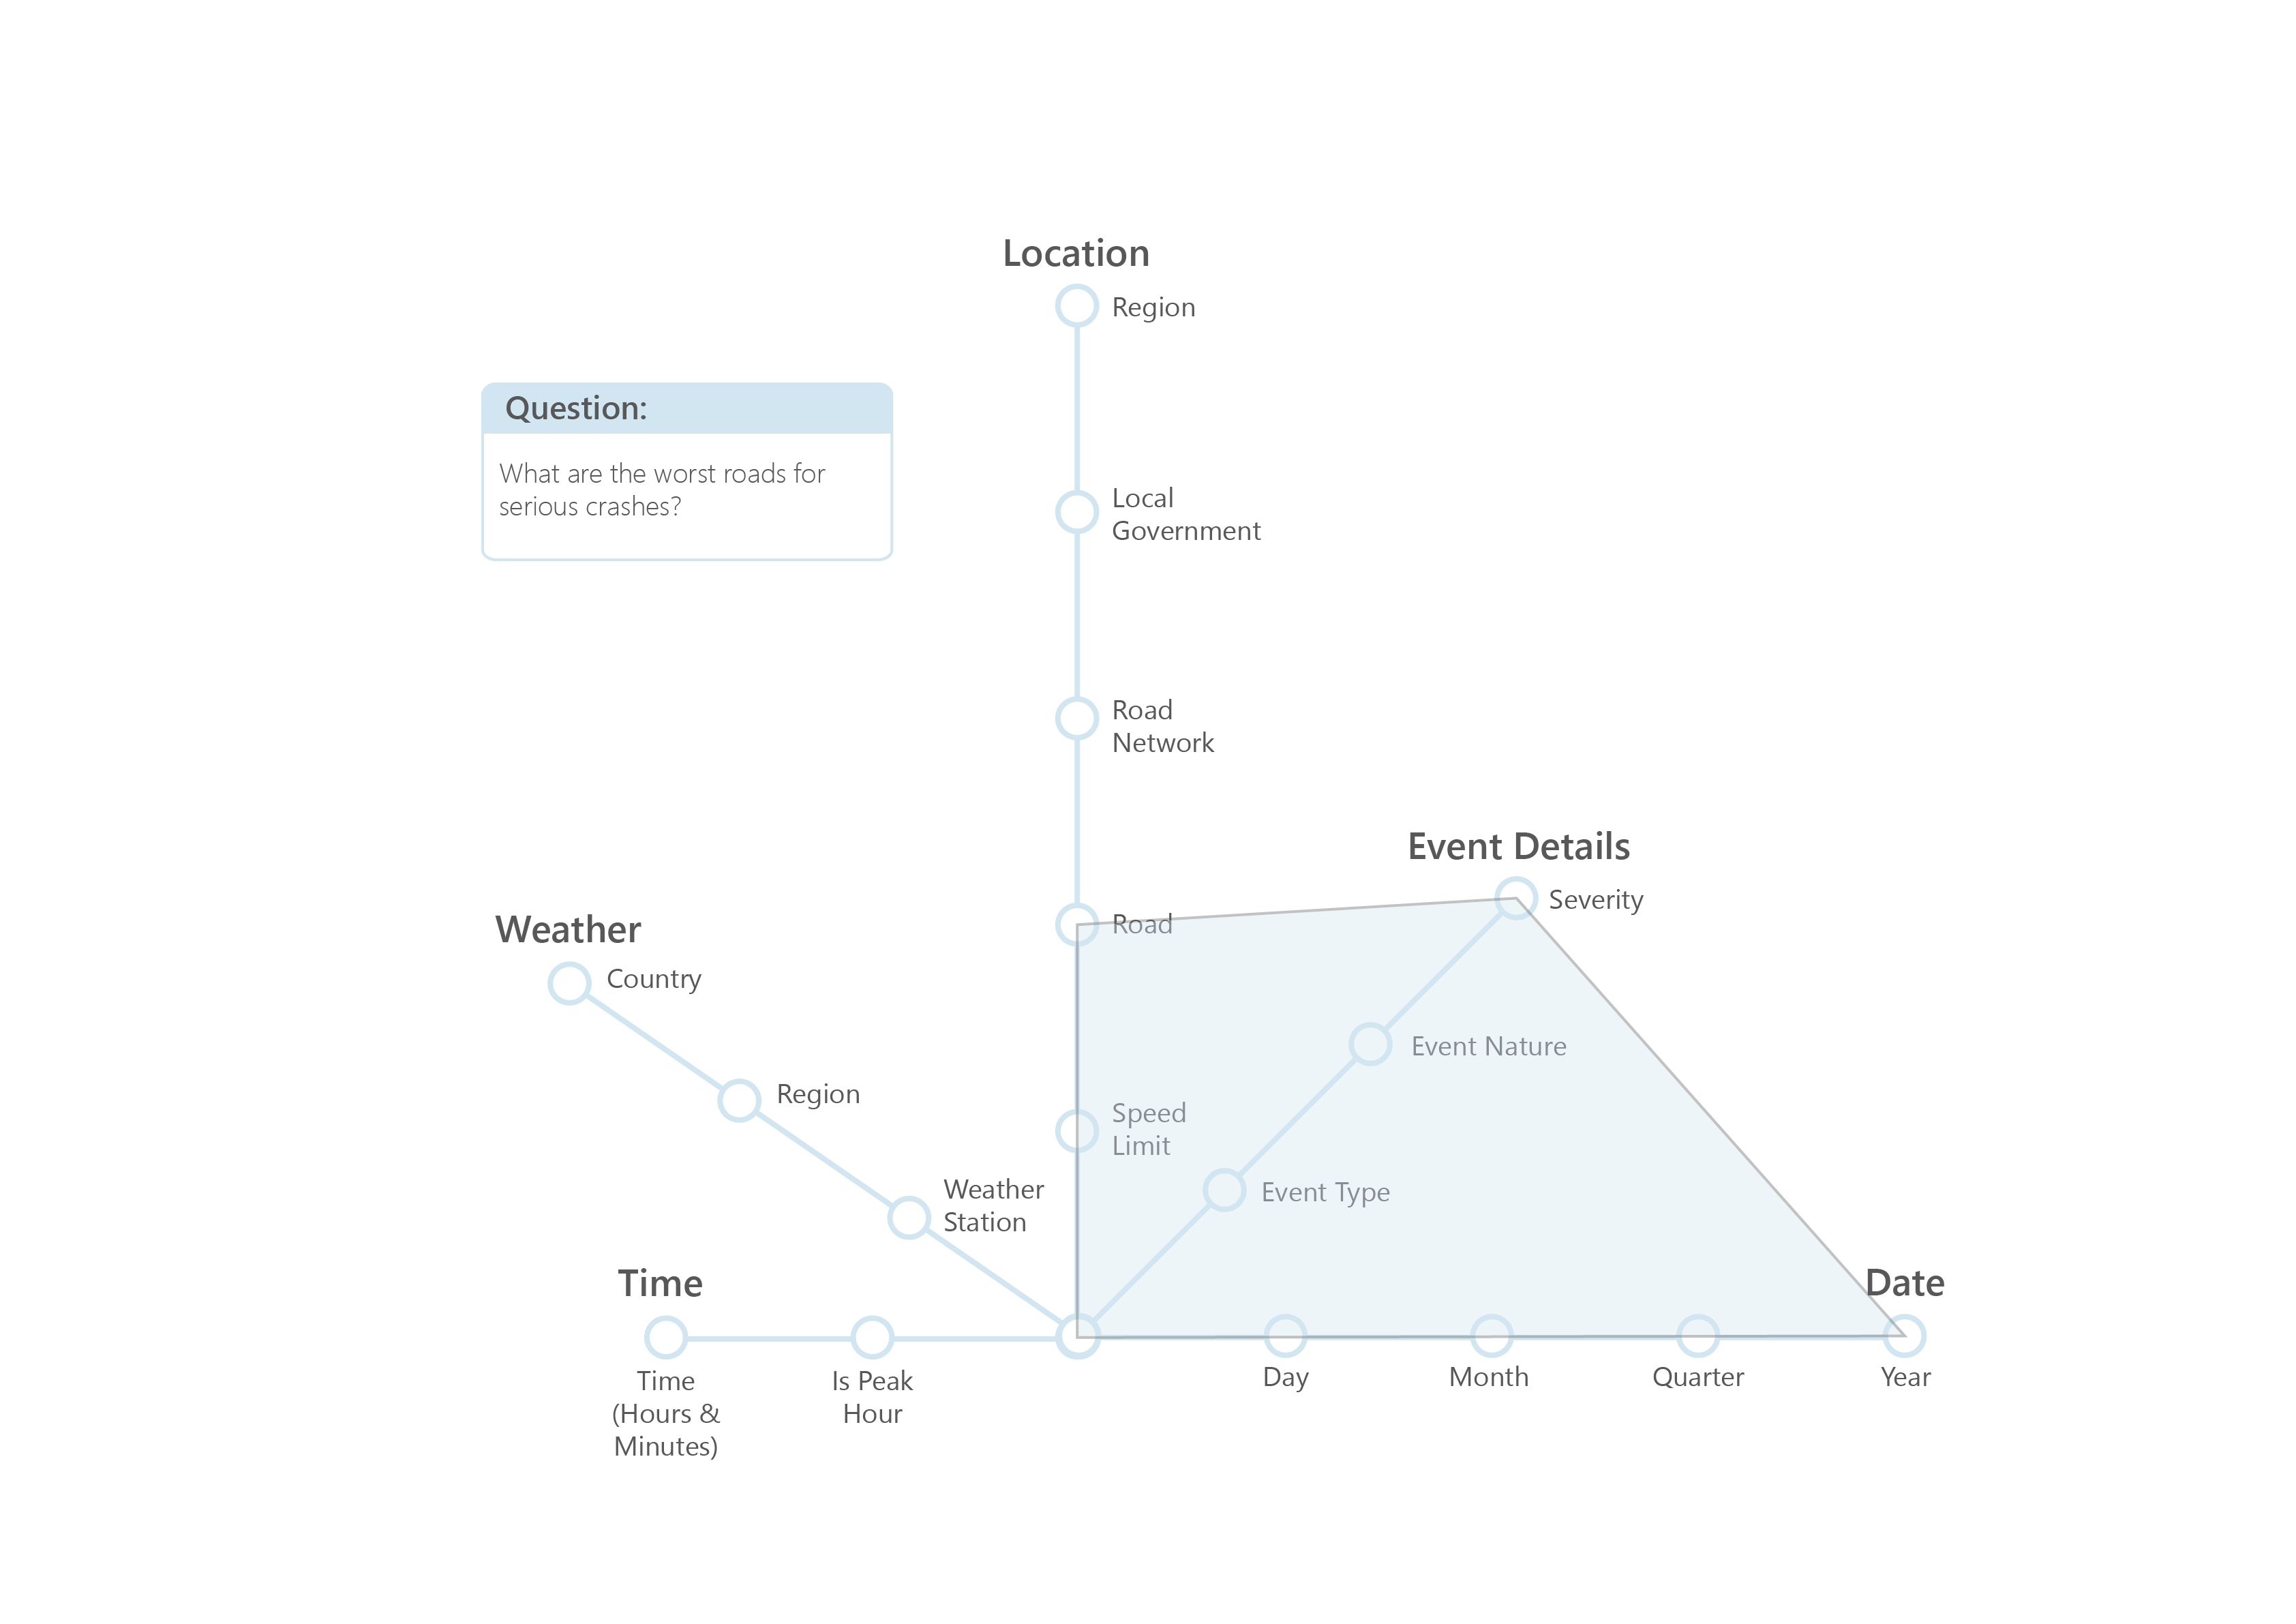 Location
Region
Question:
What are the worst roads for
serious crashes?
Local
Government
Road
Network
Event Details
Severity
Road
Weather
Country
Event Nature
Region
Speed
Limit
Weather
Station
Event Type
Time
Date
Day
Month
Quarter
Year
Time
(Hours &
Minutes)
Is Peak
Hour